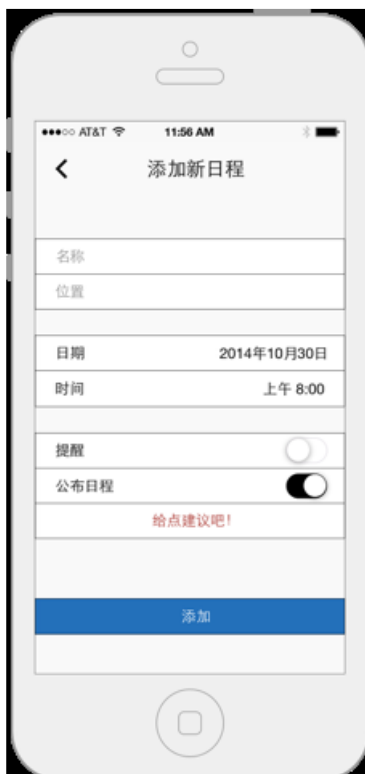 AT&T 11:56 AM
添加新日程
名称
位置
日期 2014年10月30日
时间 上午 8:00
提醒
公布日程
给点建议吧!
添加